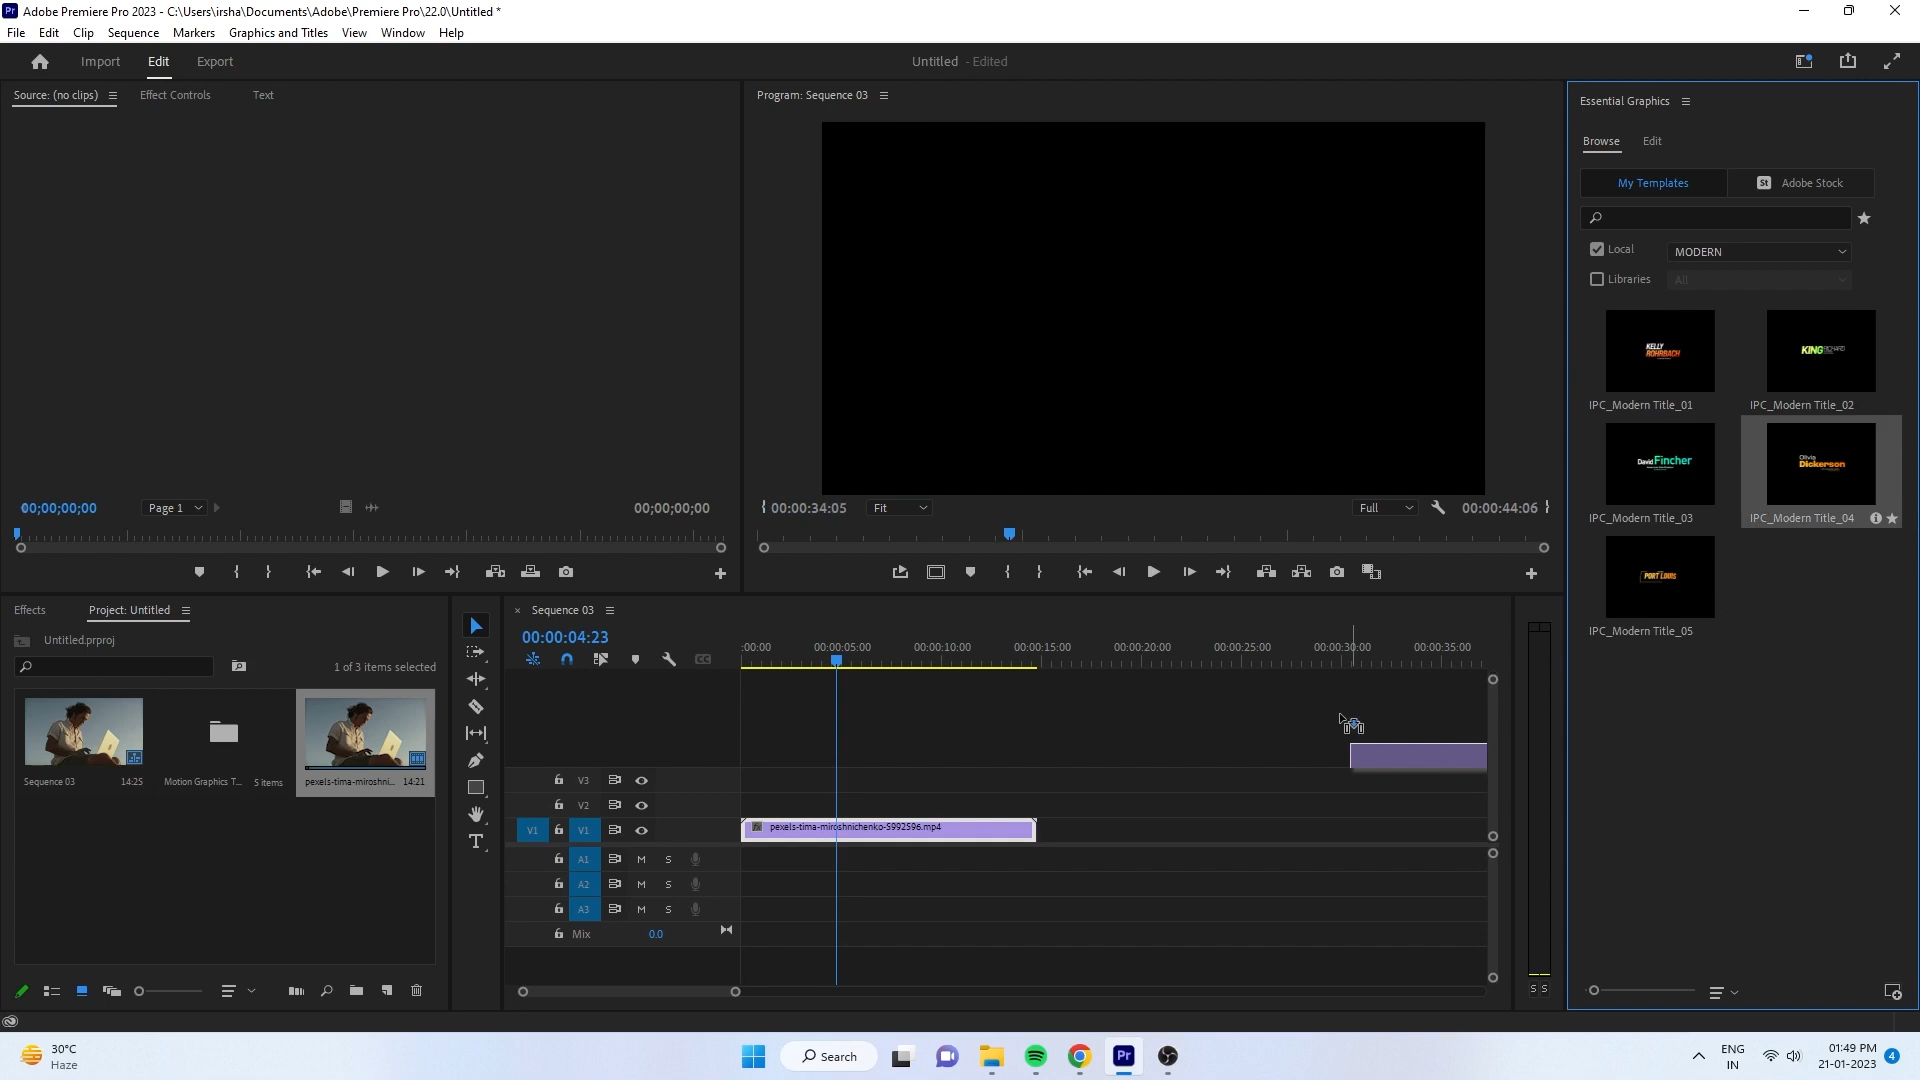 Pr Adobe Premiere Pro 2023 - C:\Users\irsha\Documents\Adobe\Premiere Pro\22.0\Untitled *
File Edit Clip Sequence Markers Graphics and Titles View Window Help
Import Edit Export
Untitled - Edited
Source: (no clips) Effect Controls Text
Program: Sequence 03
Essential Graphics
Browse Edit
My Templates St Adobe Stock
Local MODERN
Libraries All
KELLY
ROHRBACH
KING RICHARD
IPC_Modern Title_01 IPC_Modern Title_02
David Fincher
Olivia
Dickerson
IPC_Modern Title_03 IPC_Modern Title_04
PORT LOUIS
IPC_Modern Title_05
00;00;00;00 Page 1 00;00;00;00
00:00:34:05 Fit Full 00:00:44:06
Effects Project: Untitled
Untitled.prproj
1 of 3 items selected
Sequence 03 14:25 Motion Graphics T... 5 items pexels-tima-miroshni... 14:21
Sequence 03
00:00:04:23
:00:00 00:00:05:00 00:00:10:00 00:00:15:00 00:00:20:00 00:00:25:00 00:00:30:00 00:00:35:00
V3
V2
V1 V1 fx pexels-tima-miroshnichenko-5992596.mp4
A1 M S
A2 M S
A3 M S
Mix 0.0
S S
30°C
Haze
Search
Pr
ENG
IN
01:49 PM
21-01-2023
4